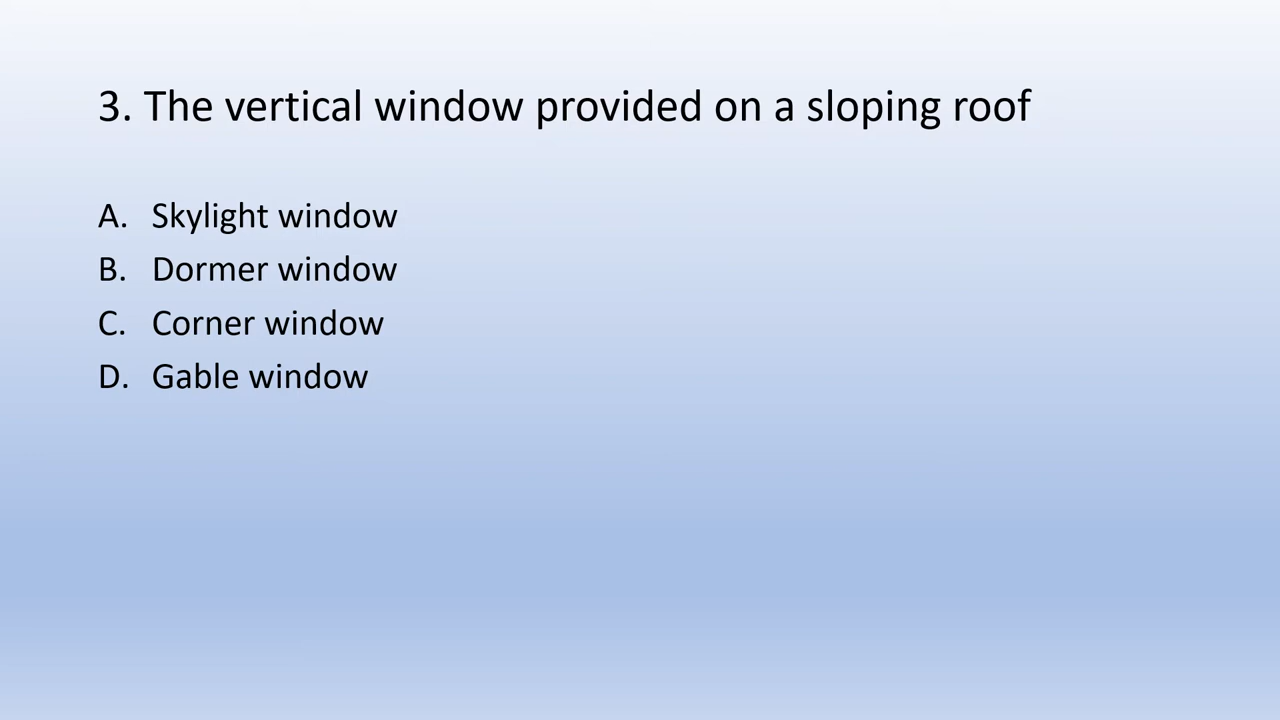 3. The vertical window provided on a sloping roof
A. Skylight window
B. Dormer window
C. Corner window
D. Gable window